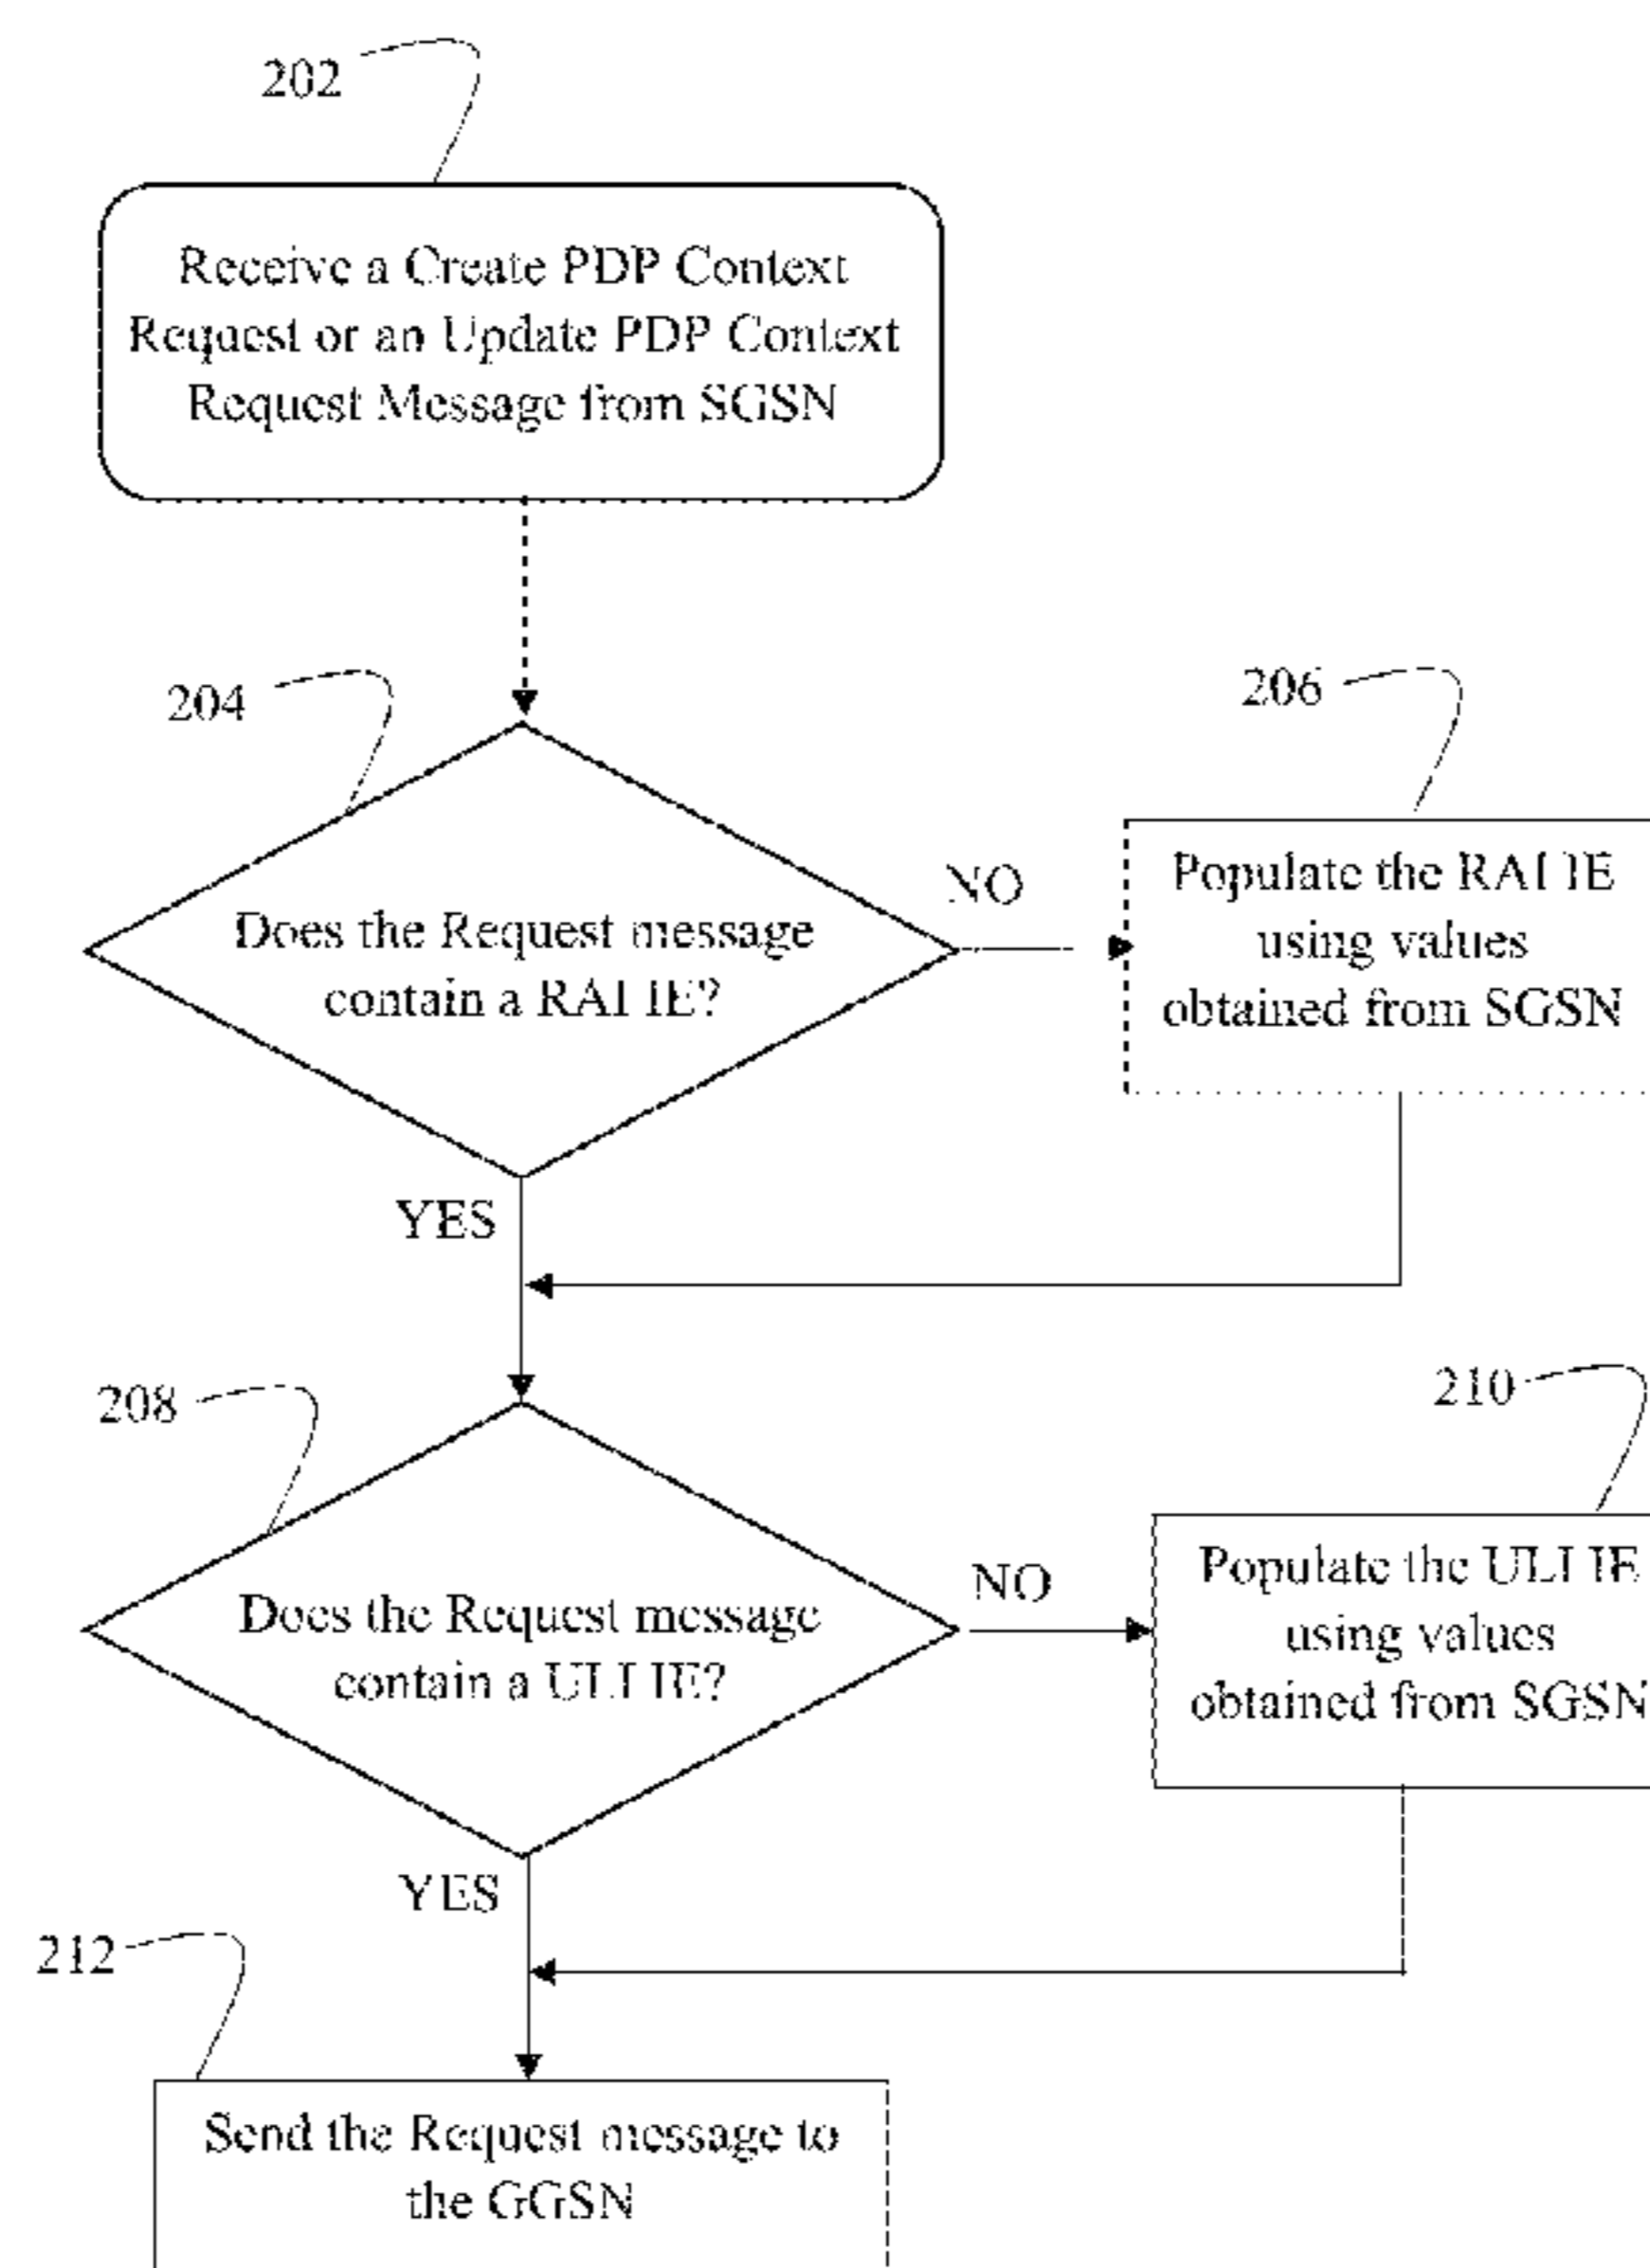 202
Receive a Create PDP Context
Request or an Update PDP Context
Request Message from SGSN
204
Does the Request message
contain a RAI IE?
NO
206
Populate the RAI IE
using values
obtained from SGSN
YES
208
Does the Request message
contain a ULI IE?
NO
210
Populate the ULI IE
using values
obtained from SGSN
YES
212
Send the Request message to
the GGSN